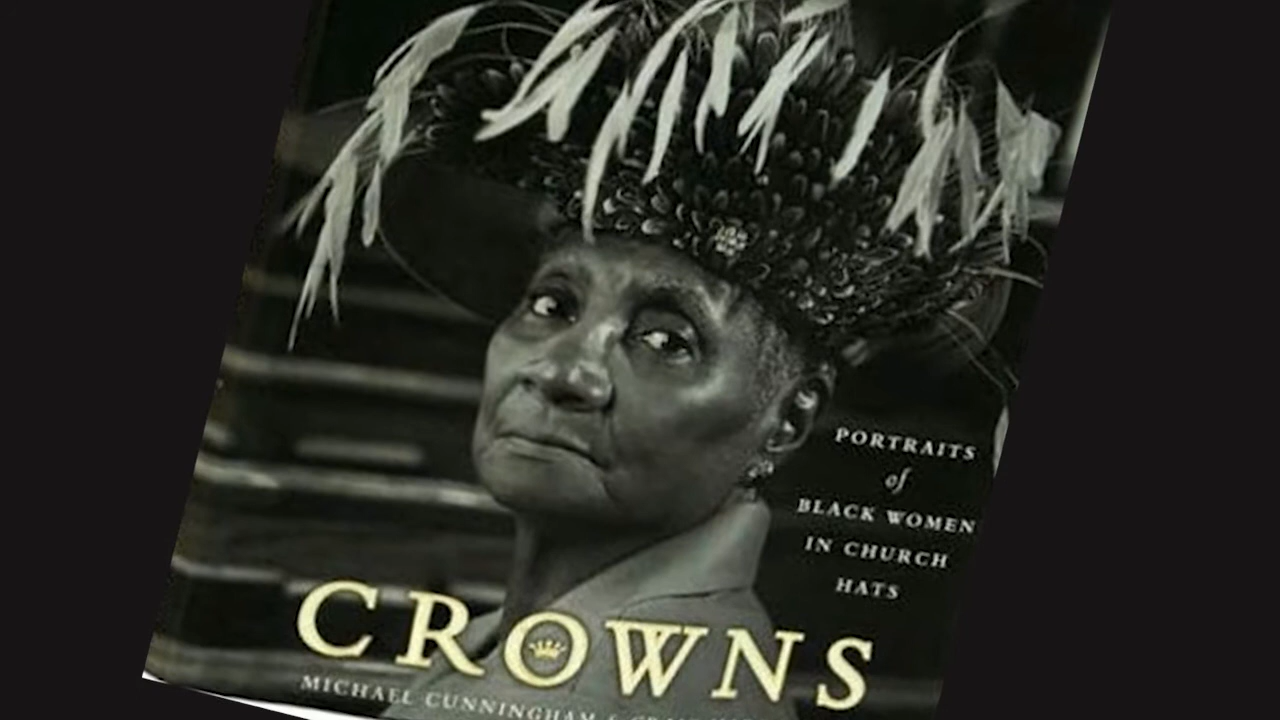 PORTRAITS
of
BLACK WOMEN
IN CHURCH
HATS
CROWNS
MICHAEL CUNNINGHAM &